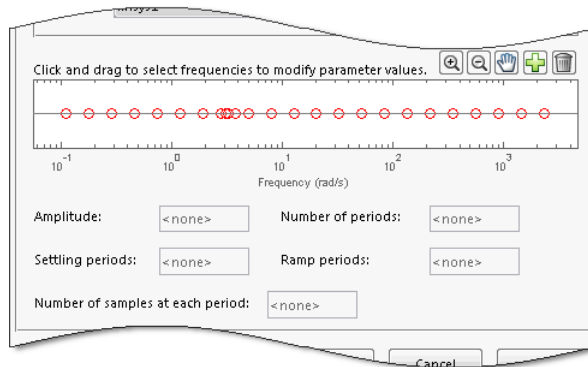 Click and drag to select frequencies to modify parameter values.
10^-1 10^0 10^1 10^2 10^3
Frequency (rad/s)
Amplitude: <none> Number of periods: <none>
Settling periods: <none> Ramp periods: <none>
Number of samples at each period: <none>
Cancel